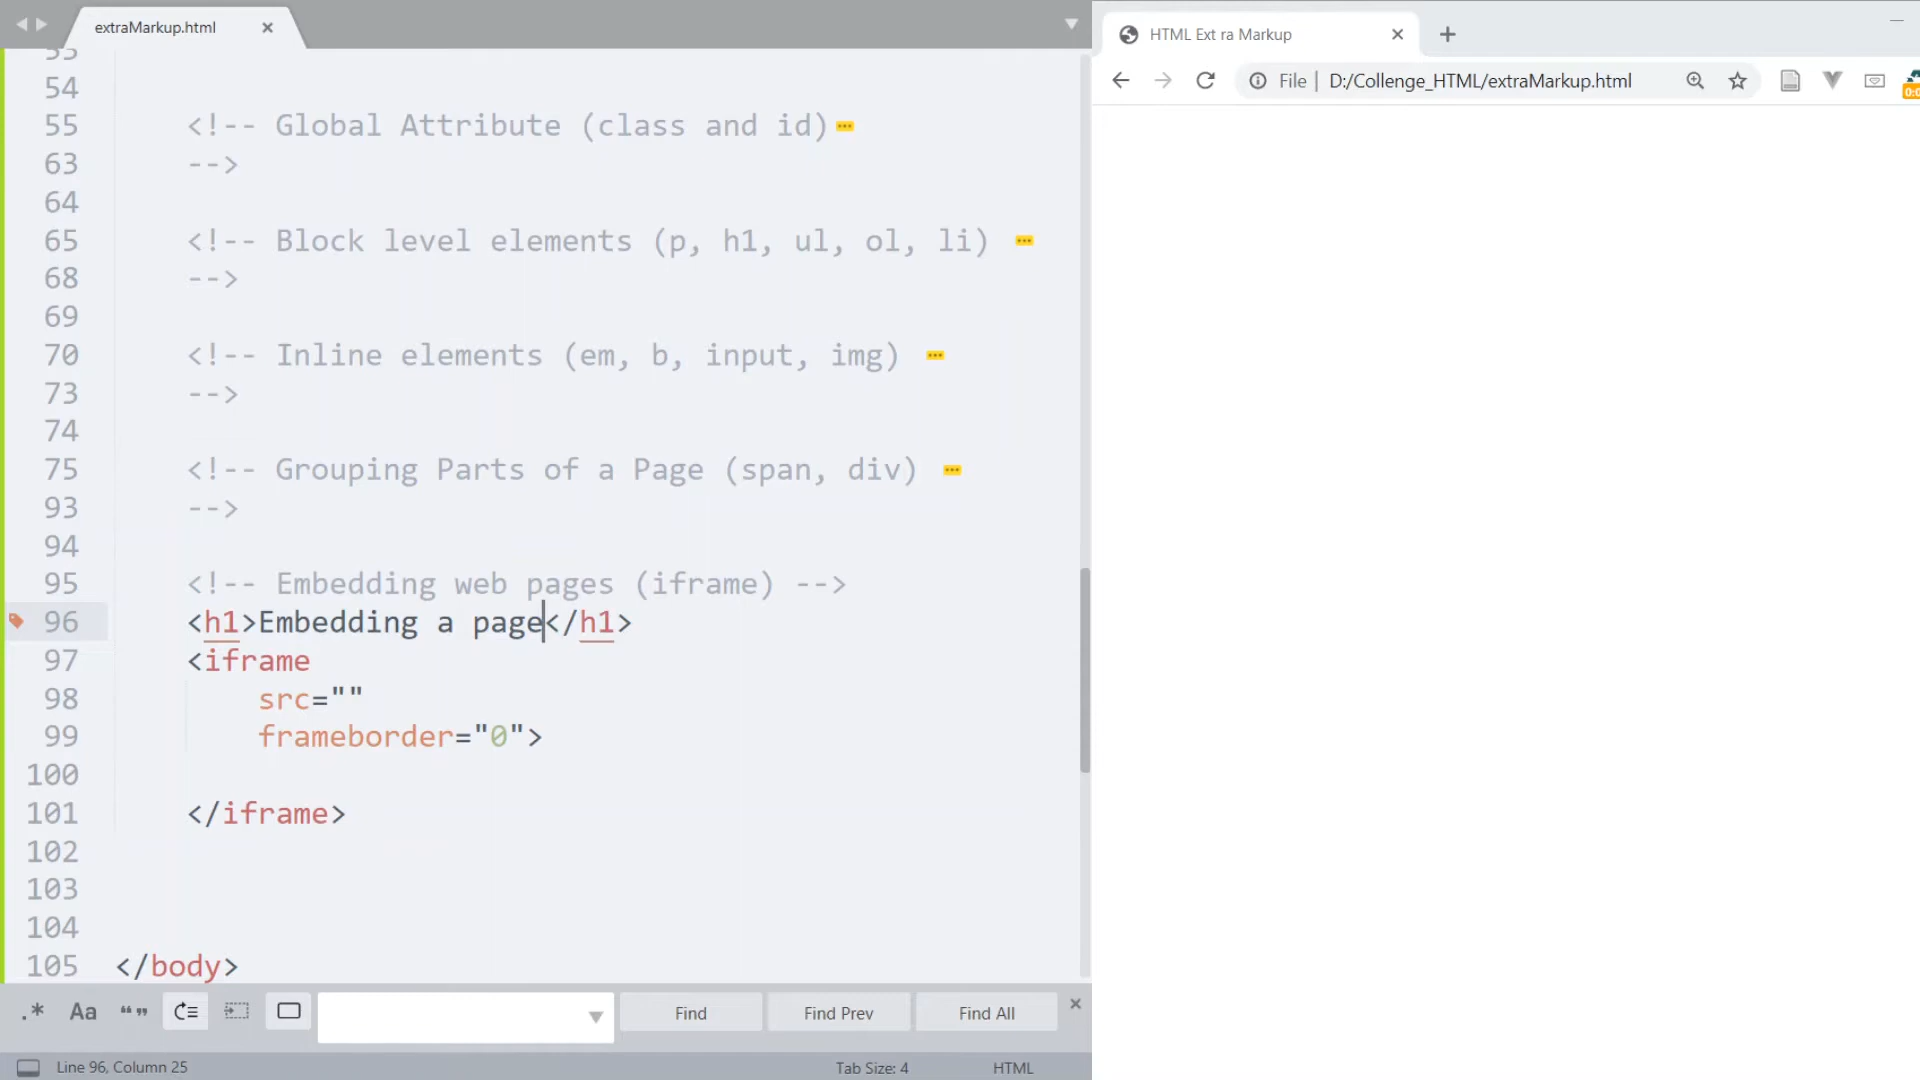 extraMarkup.html
HTML Ext ra Markup
File | D:/Collenge_HTML/extraMarkup.html
54
55 <!-- Global Attribute (class and id)
63 -->
64
65 <!-- Block level elements (p, h1, ul, ol, li)
68 -->
69
70 <!-- Inline elements (em, b, input, img)
73 -->
74
75 <!-- Grouping Parts of a Page (span, div)
93 -->
94
95 <!-- Embedding web pages (iframe) -->
96 <h1>Embedding a page</h1>
97 <iframe
98 src=""
99 frameborder="0">
100
101 </iframe>
102
103
104
105 </body>
.* Aa “” Find Find Prev Find All
Line 96, Column 25 Tab Size: 4 HTML